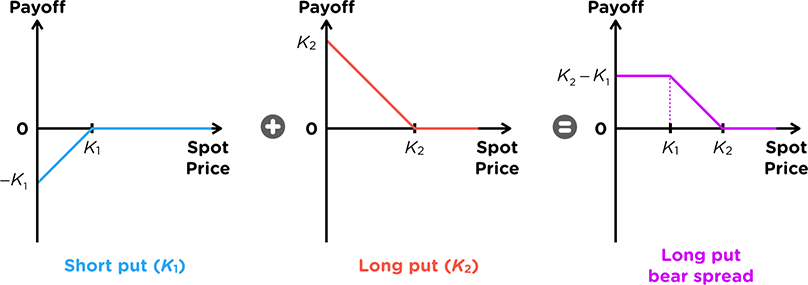 Payoff
0
K1
−K1
Spot
Price
Short put (K1)
+
Payoff
K2
0
K2
Spot
Price
Long put (K2)
=
Payoff
K2 − K1
0
K1
K2
Spot
Price
Long put
bear spread